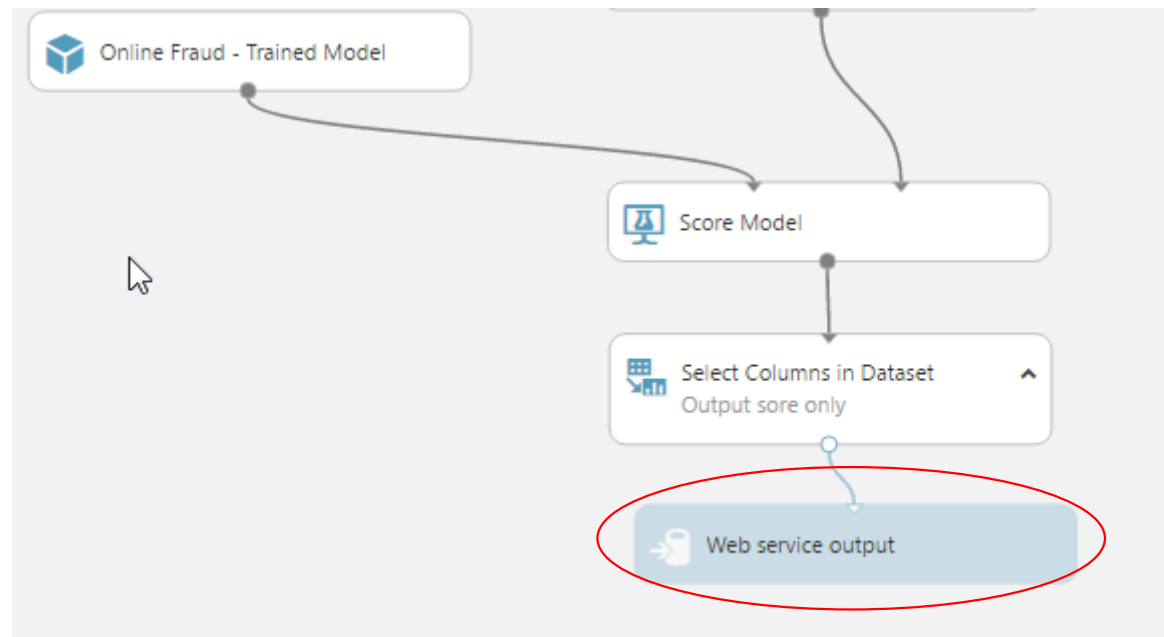 Online Fraud - Trained Model
Score Model
Select Columns in Dataset
Output sore only
Web service output